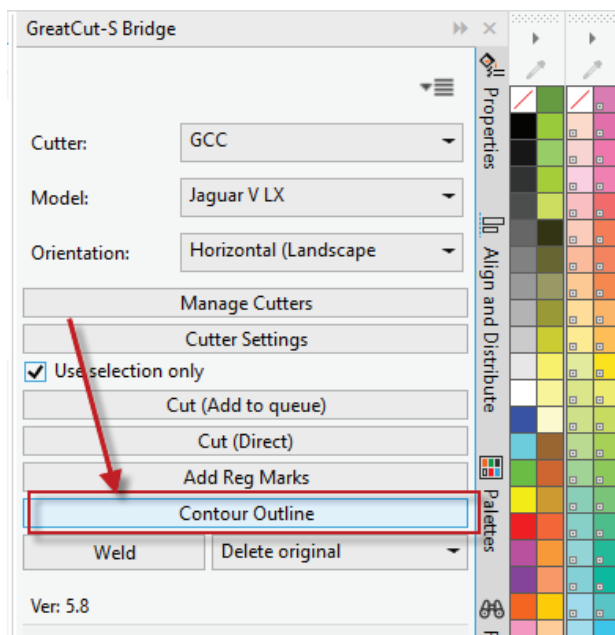 GreatCut-S Bridge
Cutter:
GCC
Model:
Jaguar V LX
Orientation:
Horizontal (Landscape
Manage Cutters
Cutter Settings
Use selection only
Cut (Add to queue)
Cut (Direct)
Add Reg Marks
Contour Outline
Weld
Delete original
Ver: 5.8
Properties
Align and Distribute
Palettes